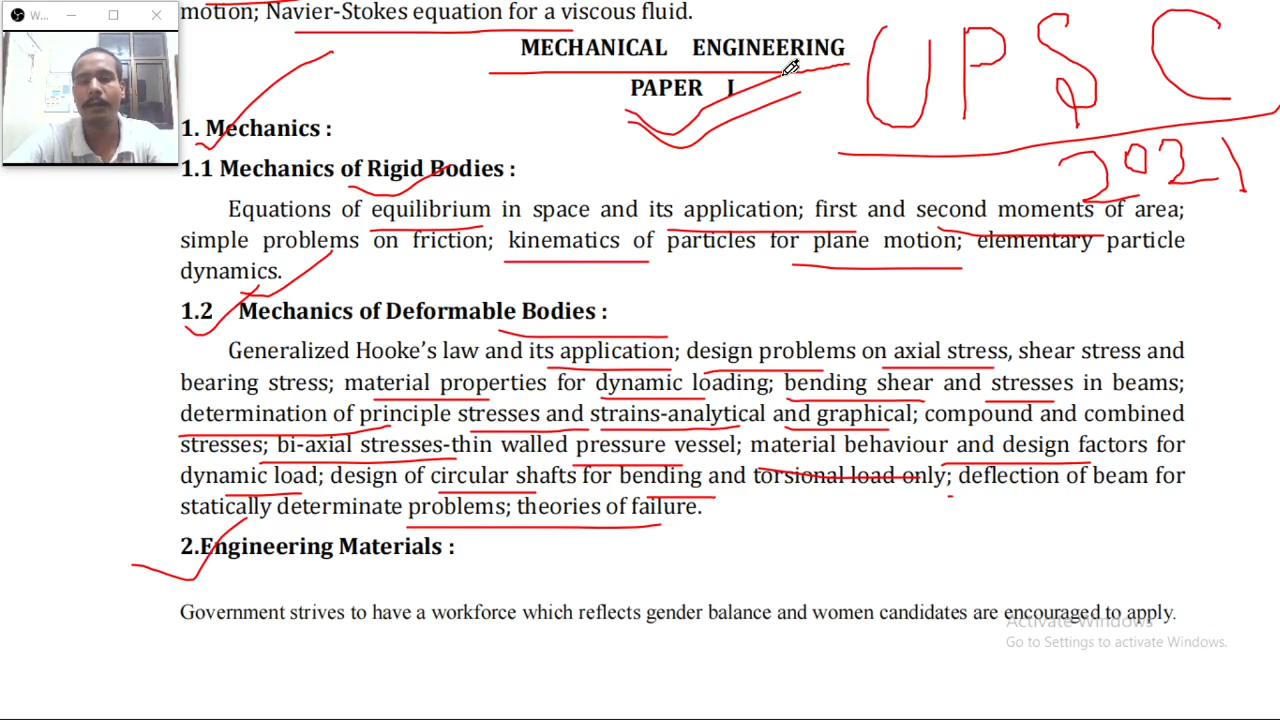 W...
motion; Navier-Stokes equation for a viscous fluid.
MECHANICAL ENGINEERING
PAPER I
UPSC
2021
1. Mechanics :
1.1 Mechanics of Rigid Bodies :
Equations of equilibrium in space and its application; first and second moments of area;
simple problems on friction; kinematics of particles for plane motion; elementary particle
dynamics.
1.2 Mechanics of Deformable Bodies :
Generalized Hooke’s law and its application; design problems on axial stress, shear stress and
bearing stress; material properties for dynamic loading; bending shear and stresses in beams;
determination of principle stresses and strains-analytical and graphical; compound and combined
stresses; bi-axial stresses-thin walled pressure vessel; material behaviour and design factors for
dynamic load; design of circular shafts for bending and torsional load only; deflection of beam for
statically determinate problems; theories of failure.
2.Engineering Materials :
Government strives to have a workforce which reflects gender balance and women candidates are encouraged to apply.
Activate Windows
Go to Settings to activate Windows.